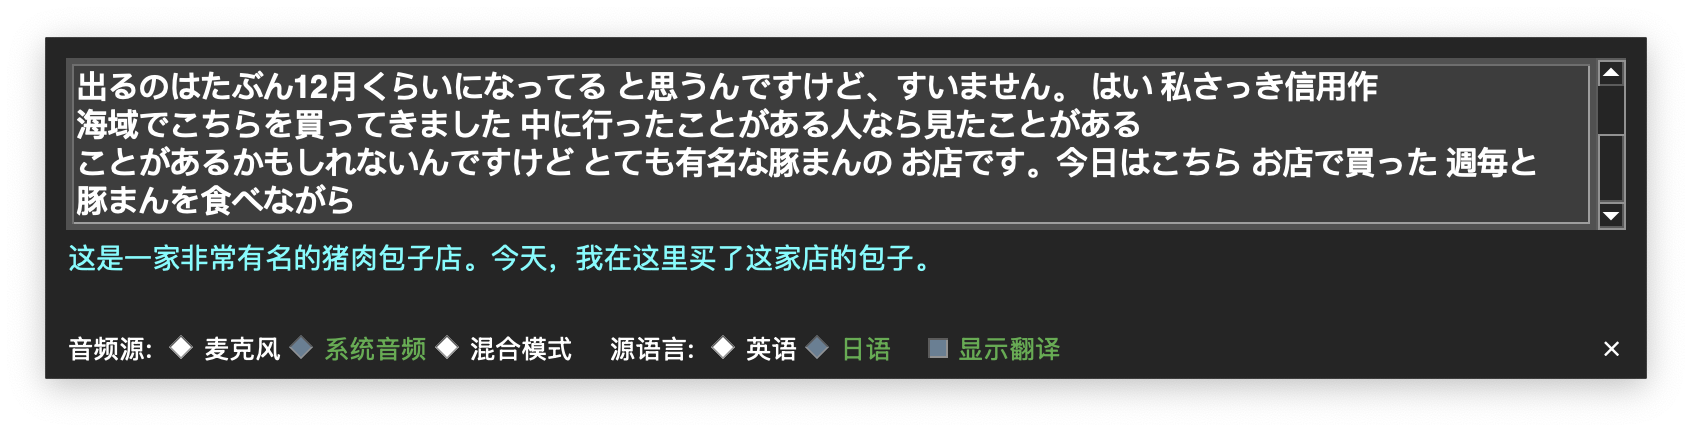 出るのはたぶん12月くらいになってる と思うんですけど、すいません。 はい 私さっき信用作
海域でこちらを買ってきました 中に行ったことがある人なら見たことがある
ことがあるかもしれないんですけど とても有名な豚まんの お店です。今日はこちら お店で買った 週毎と
豚まんを食べながら
这是一家非常有名的猪肉包子店。今天，我在这里买了这家店的包子。
音频源: 麦克风 系统音频 混合模式 源语言: 英语 日语 显示翻译 ×